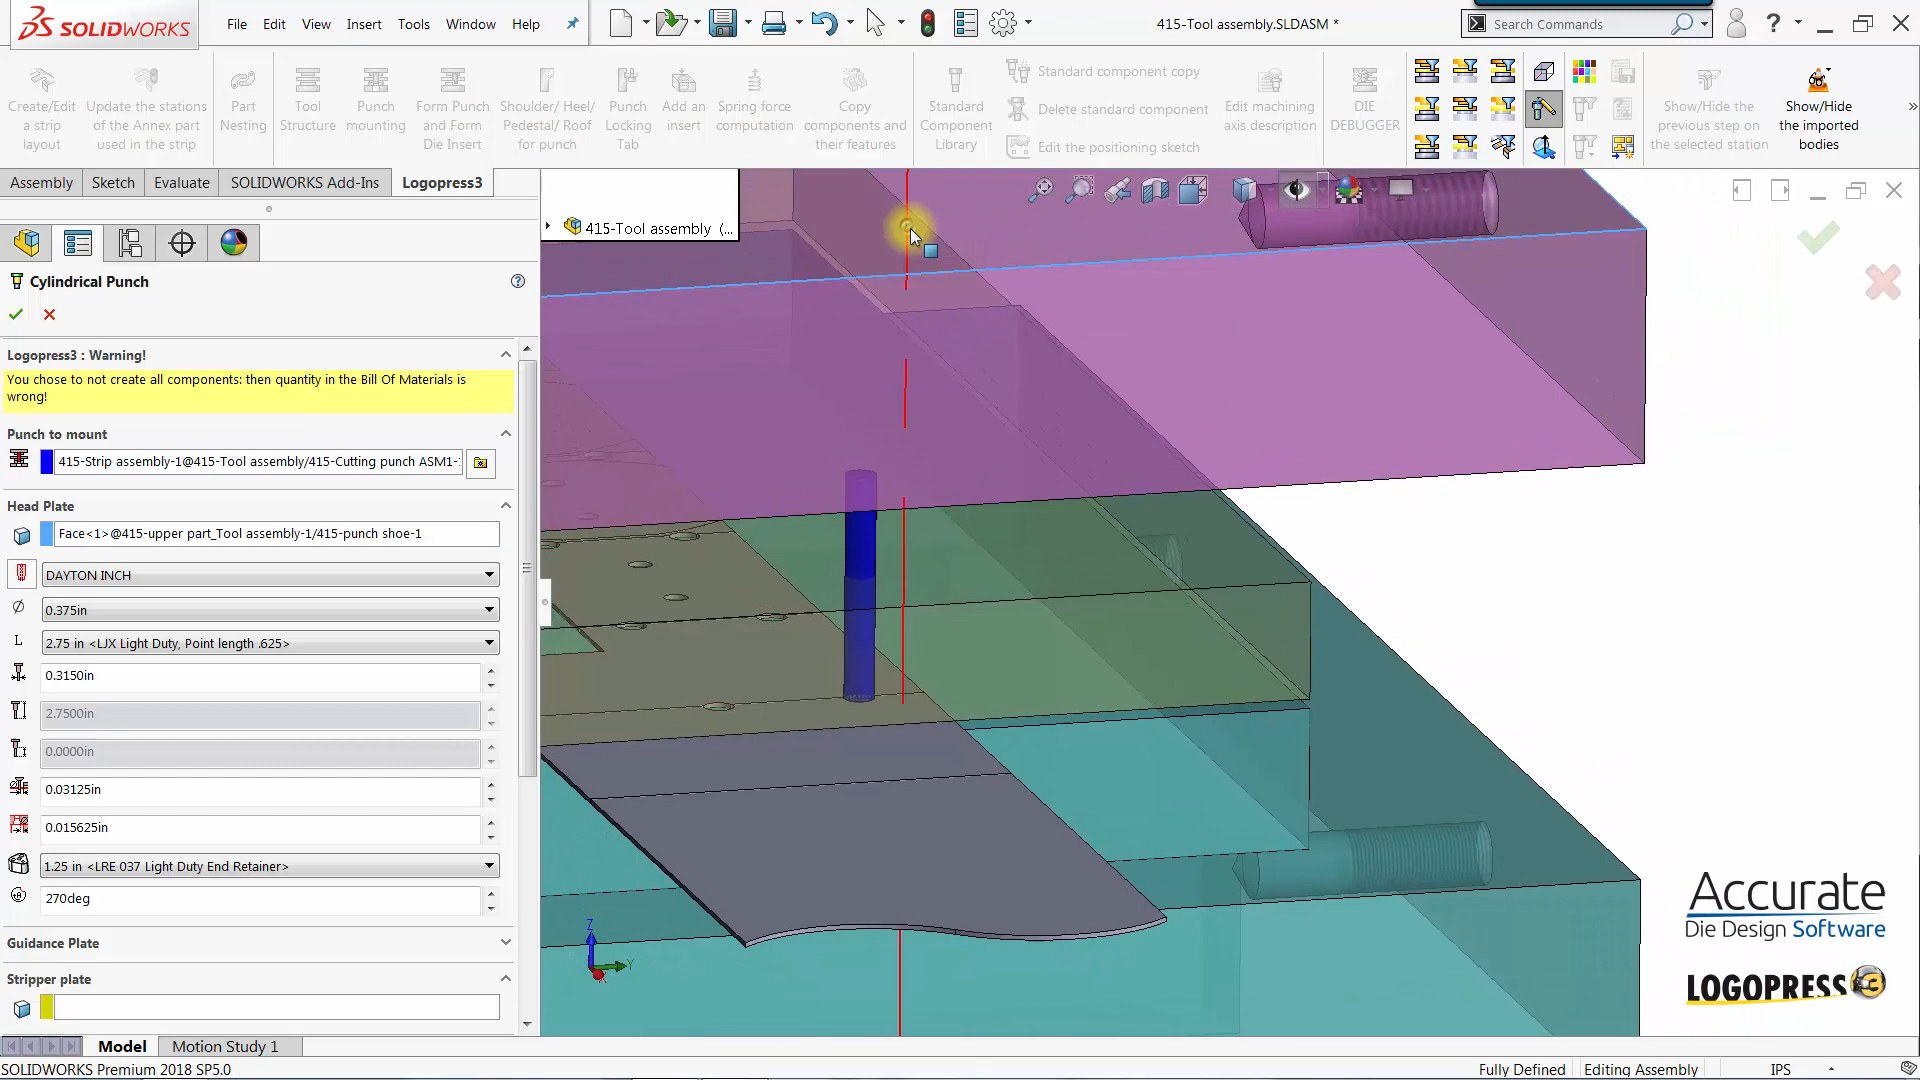 SOLIDWORKS
File Edit View Insert Tools Window Help
415-Tool assembly.SLDASM *
Search Commands
Create/Edit a strip layout
Update the stations of the Annex part used in the strip
Part Nesting
Tool Structure
Punch mounting
Form Punch and Form Die Insert
Shoulder/ Heel/ Pedestal/ Roof for punch
Punch Locking Tab
Add an insert
Spring force computation
Copy components and their features
Standard Component Library
Standard component copy
Delete standard component
Edit the positioning sketch
Edit machining axis description
DIE DEBUGGER
Show/Hide the previous step on the selected station
Show/Hide the imported bodies
Assembly Sketch Evaluate SOLIDWORKS Add-Ins Logopress3
415-Tool assembly (...
Cylindrical Punch
Logopress3 : Warning!
You chose to not create all components: then quantity in the Bill Of Materials is
wrong!
Punch to mount
415-Strip assembly-1@415-Tool assembly/415-Cutting punch ASM1-
Head Plate
Face<1>@415-upper part_Tool assembly-1/415-punch shoe-1
DAYTON INCH
0.375in
L 2.75 in <LJX Light Duty, Point length .625>
0.3150in
2.7500in
0.0000in
0.03125in
0.015625in
1.25 in <LRE 037 Light Duty End Retainer>
270deg
Guidance Plate
Stripper plate
Z
Y
X
Accurate
Die Design Software
LOGOPRESS3
Model Motion Study 1
SOLIDWORKS Premium 2018 SP5.0
Fully Defined Editing Assembly IPS